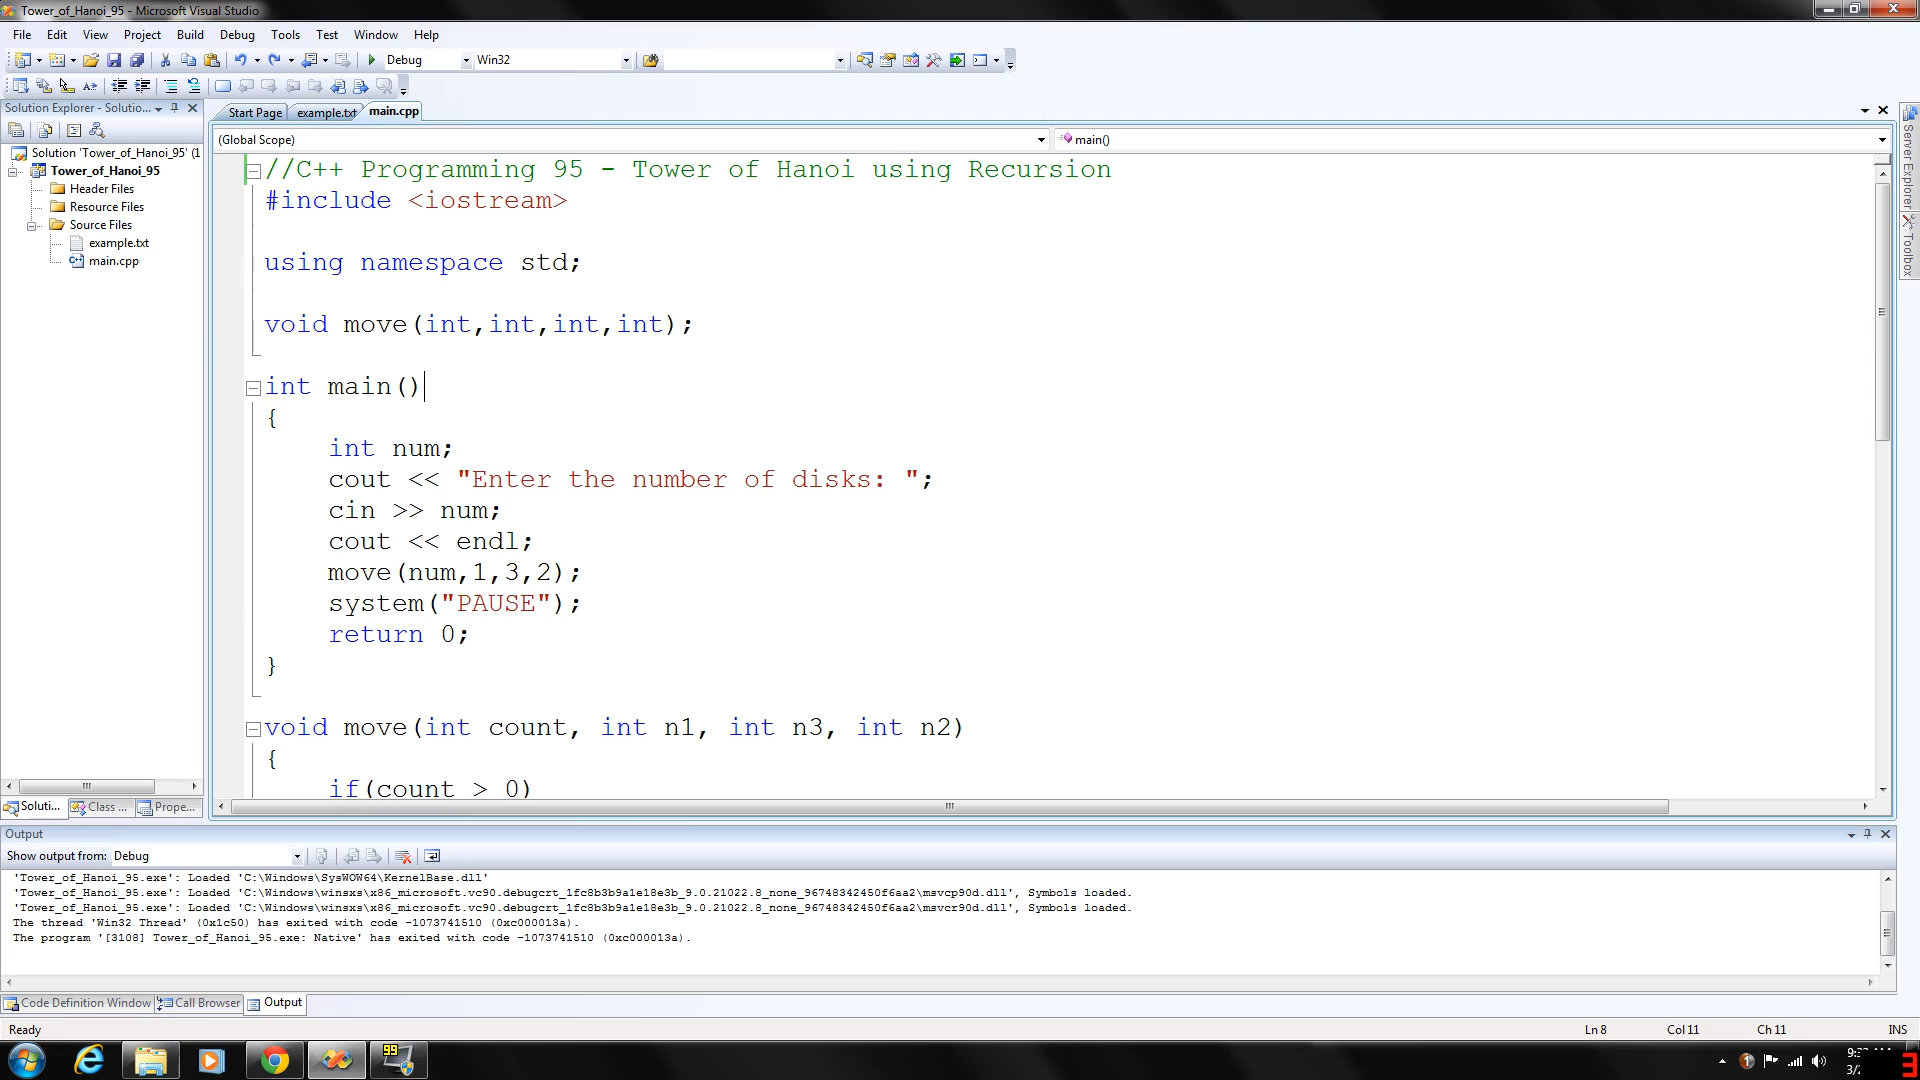 Tower_of_Hanoi_95 - Microsoft Visual Studio
File Edit View Project Build Debug Tools Test Window Help
Debug Win32
Solution Explorer - Solutio...
Start Page example.txt main.cpp
(Global Scope) main()
Solution 'Tower_of_Hanoi_95' (1
Tower_of_Hanoi_95
Header Files
Resource Files
Source Files
example.txt
main.cpp
//C++ Programming 95 - Tower of Hanoi using Recursion
#include <iostream>
using namespace std;
void move(int,int,int,int);
int main()
{
int num;
cout << "Enter the number of disks: ";
cin >> num;
cout << endl;
move(num,1,3,2);
system("PAUSE");
return 0;
}
void move(int count, int n1, int n3, int n2)
{
if(count > 0)
Server Explorer
Toolbox
Soluti... Class ... Prope...
Output
Show output from: Debug
'Tower_of_Hanoi_95.exe': Loaded 'C:\Windows\SysWOW64\KernelBase.dll'
'Tower_of_Hanoi_95.exe': Loaded 'C:\Windows\winsxs\x86_microsoft.vc90.debugcrt_1fc8b3b9a1e18e3b_9.0.21022.8_none_96748342450f6aa2\msvcp90d.dll', Symbols loaded.
'Tower_of_Hanoi_95.exe': Loaded 'C:\Windows\winsxs\x86_microsoft.vc90.debugcrt_1fc8b3b9a1e18e3b_9.0.21022.8_none_96748342450f6aa2\msvcr90d.dll', Symbols loaded.
The thread 'Win32 Thread' (0x1c50) has exited with code -1073741510 (0xc000013a).
The program '[3108] Tower_of_Hanoi_95.exe: Native' has exited with code -1073741510 (0xc000013a).
Code Definition Window Call Browser Output
Ready Ln 8 Col 11 Ch 11 INS
99
3